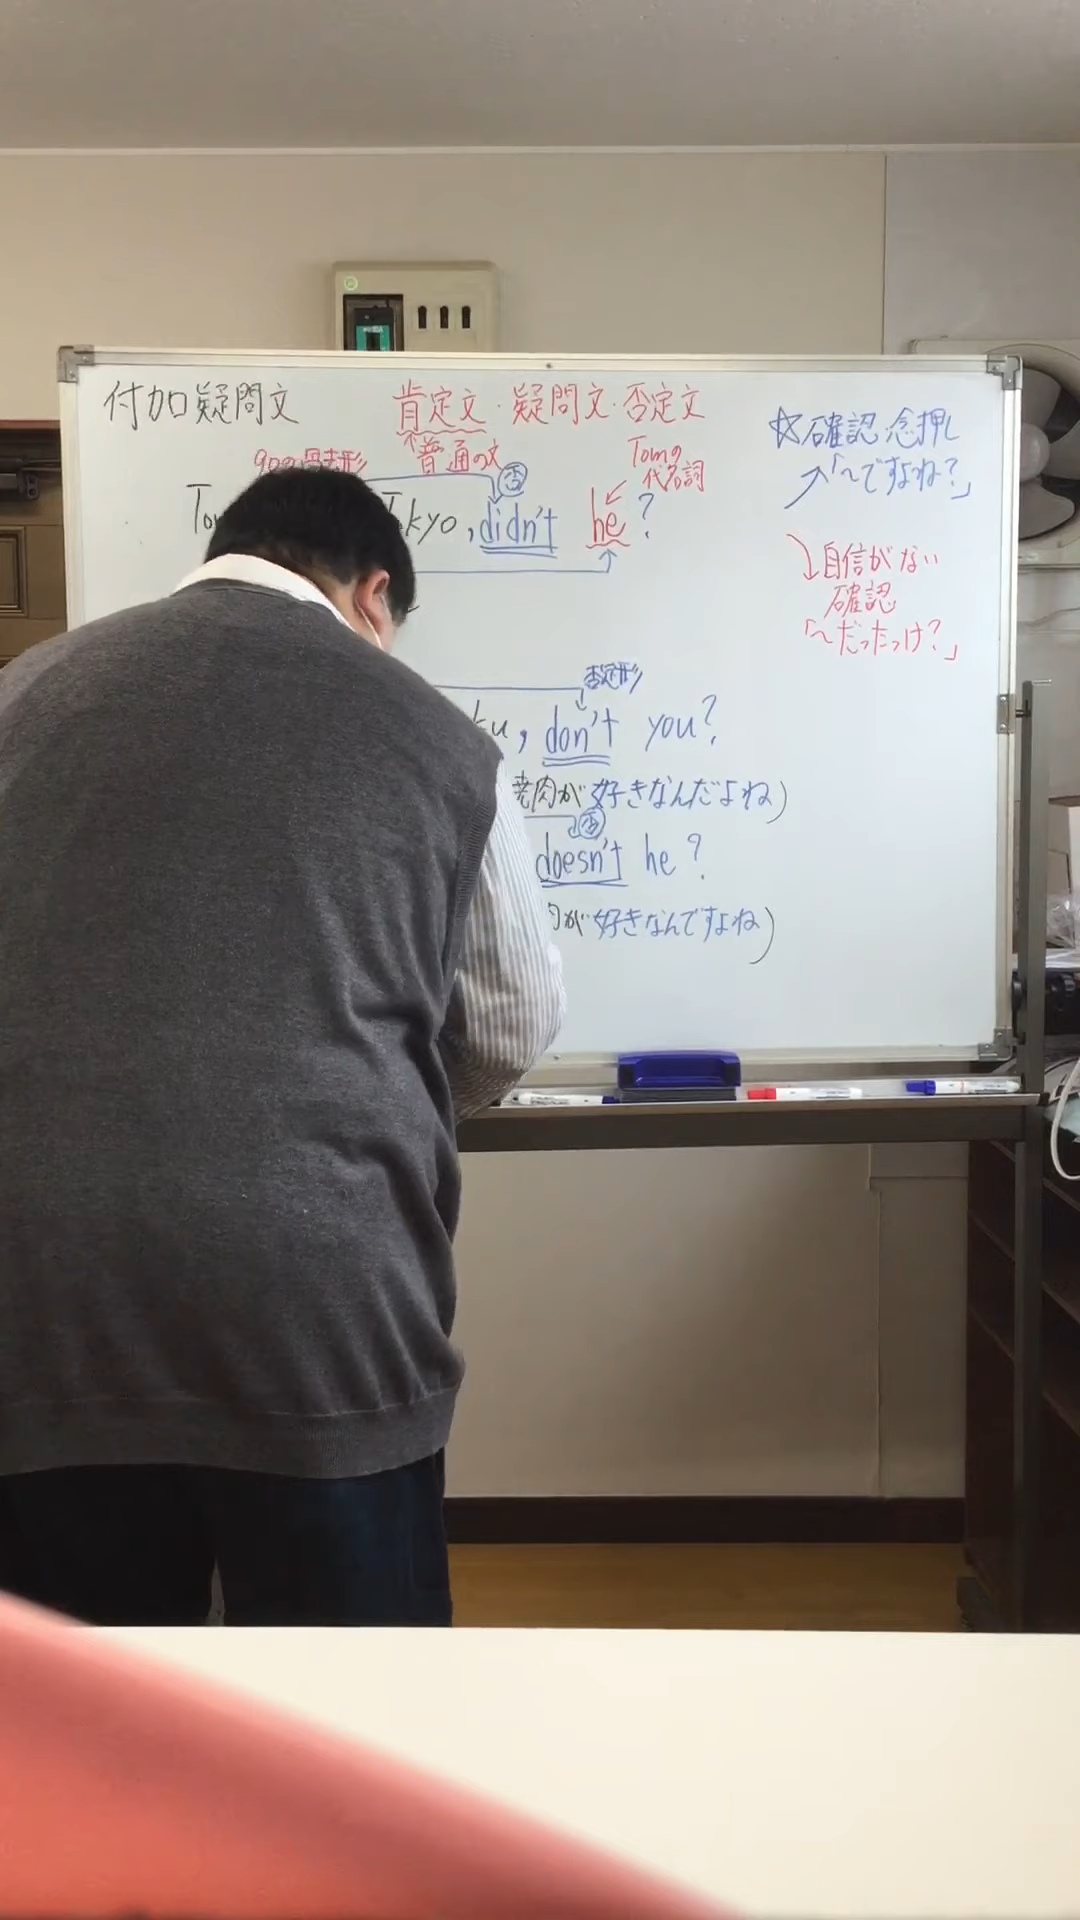 付加疑問文 肯定文・疑問文・否定文
☆確認・念押し
普通の文
↗「~ですね?」
goの過去形
否
Tomの
代名詞
Tokyo, didn't he?
↘自信がない
確認
「~だったっけ?」
否定形
, don't you?
焼肉が好きなんだよね)
否
doesn't he?
が好きなんですよね)